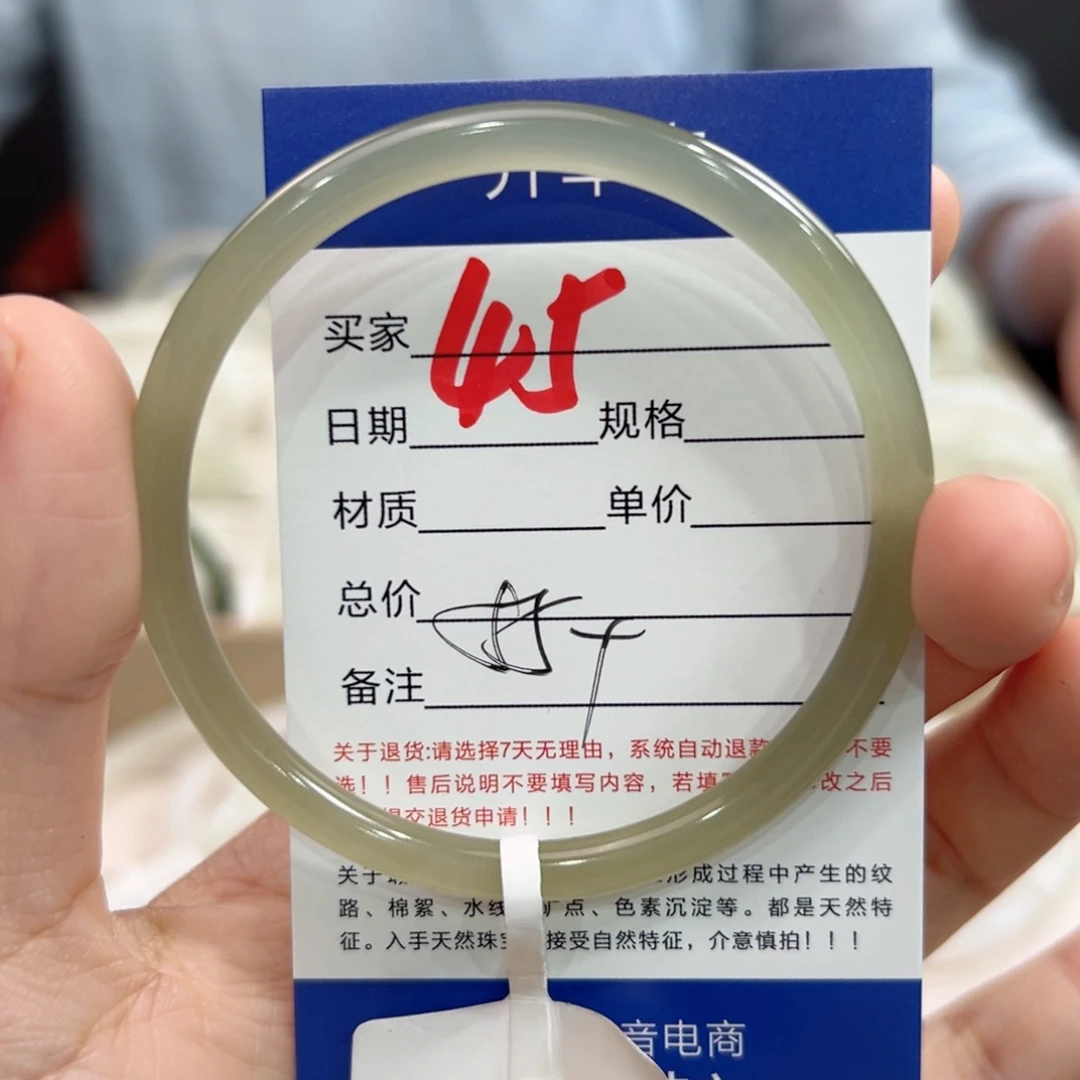 买家
日期 规格
材质 单价
总价
备注
关于退货:请选择7天无理由，系统自动退款 不要
选！！售后说明不要填写内容，若填 改之后
提交退货申请！！！
关于 形成过程中产生的纹
路、棉絮、水线 矿点、色素沉淀等。都是天然特
征。入手天然珠宝 接受自然特征，介意慎拍！！！
音电商